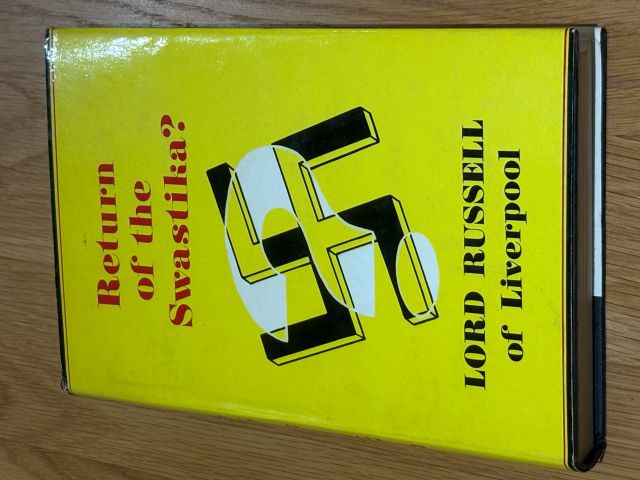 Return
of the
Swastika?
LORD RUSSELL
of Liverpool